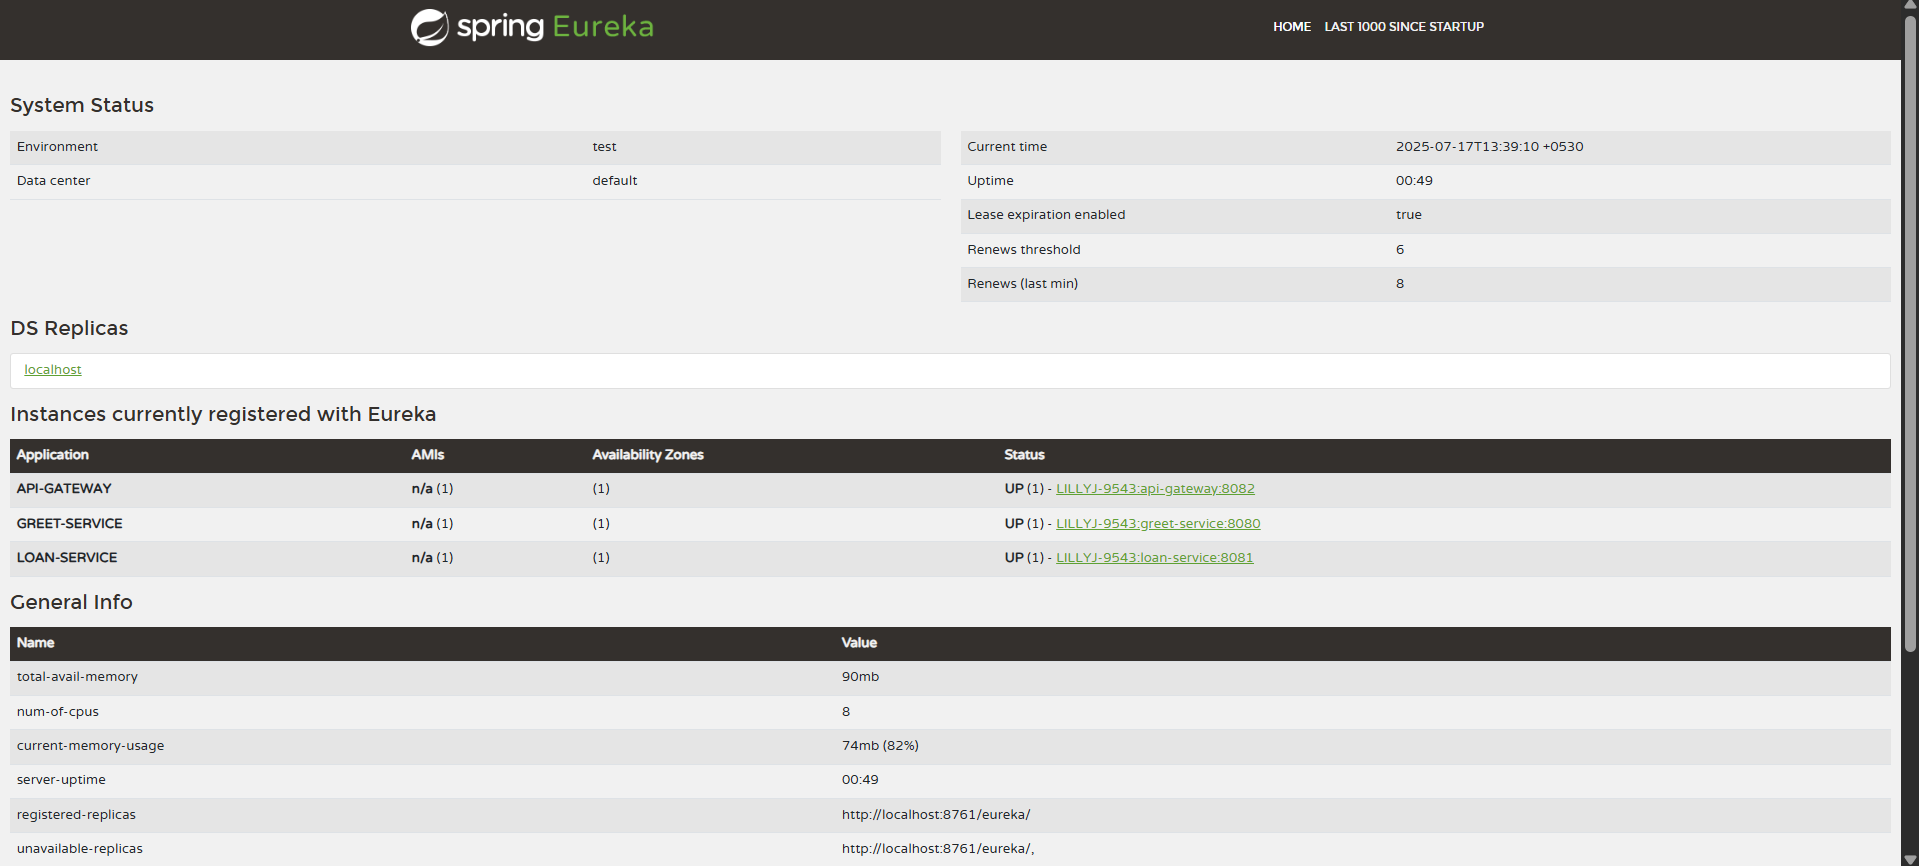 spring Eureka
HOME LAST 1000 SINCE STARTUP
System Status
Environment test
Data center default
Current time 2025-07-17T13:39:10 +0530
Uptime 00:49
Lease expiration enabled true
Renews threshold 6
Renews (last min) 8
DS Replicas
localhost
Instances currently registered with Eureka
Application AMIs Availability Zones Status
API-GATEWAY n/a (1) (1) UP (1) - LILLYJ-9543:api-gateway:8082
GREET-SERVICE n/a (1) (1) UP (1) - LILLYJ-9543:greet-service:8080
LOAN-SERVICE n/a (1) (1) UP (1) - LILLYJ-9543:loan-service:8081
General Info
Name Value
total-avail-memory 90mb
num-of-cpus 8
current-memory-usage 74mb (82%)
server-uptime 00:49
registered-replicas http://localhost:8761/eureka/
unavailable-replicas http://localhost:8761/eureka/,